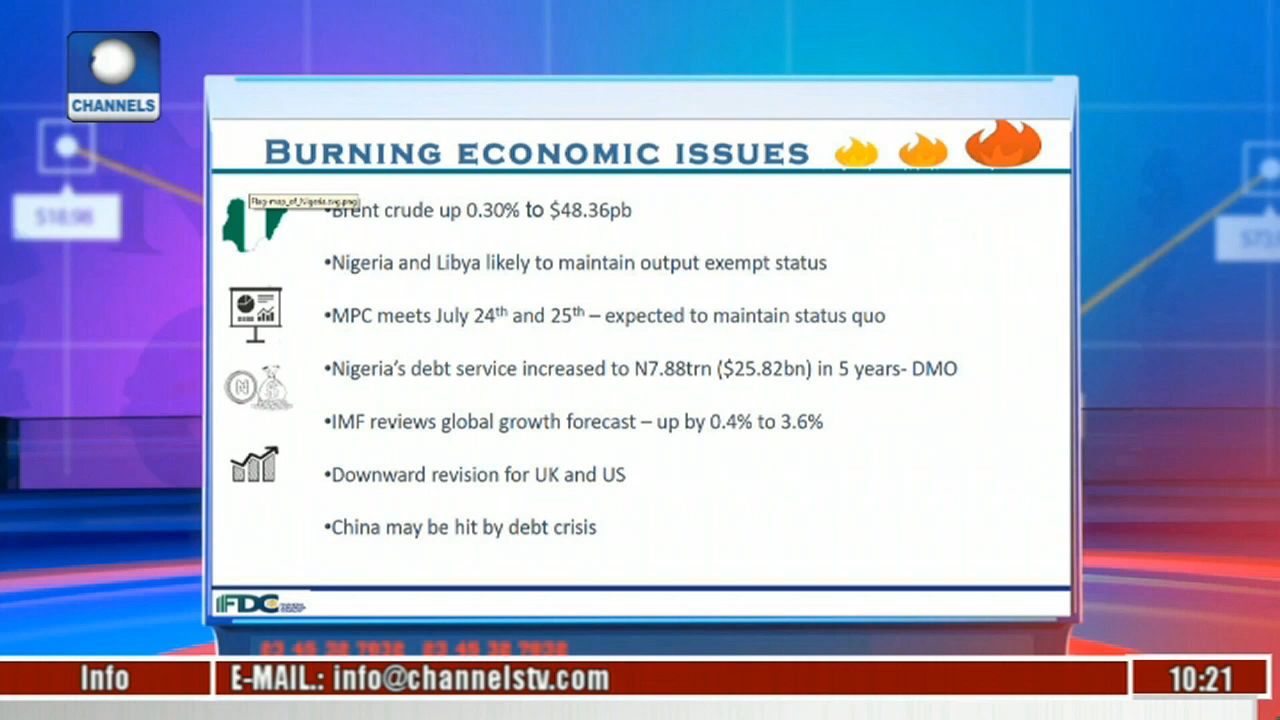 CHANNELS
BURNING ECONOMIC ISSUES
Flag-map_of_Nigeria.svg.png
•Brent crude up 0.30% to $48.36pb
•Nigeria and Libya likely to maintain output exempt status
•MPC meets July 24th and 25th – expected to maintain status quo
•Nigeria's debt service increased to N7.88trn ($25.82bn) in 5 years- DMO
•IMF reviews global growth forecast – up by 0.4% to 3.6%
•Downward revision for UK and US
•China may be hit by debt crisis
FDC
Info
E-MAIL.: info@channelstv.com
10:21